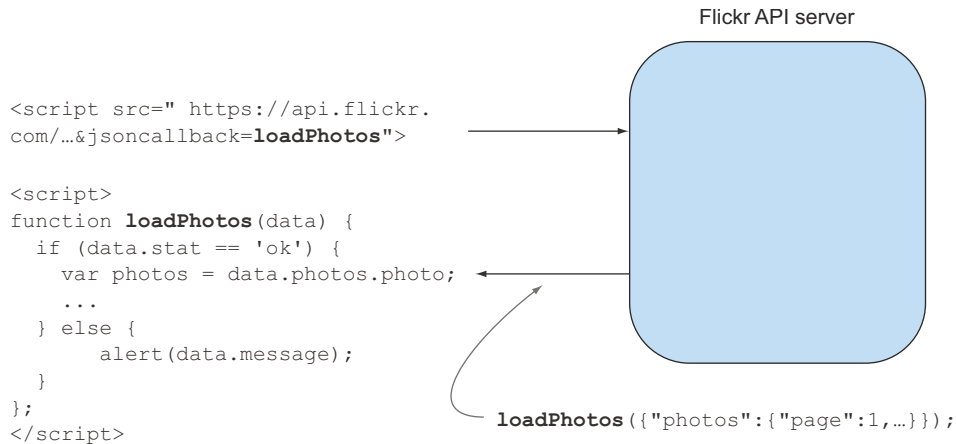 Flickr API server
<script src=" https://api.flickr.
com/…&jsoncallback=loadPhotos">
<script>
function loadPhotos(data) {
  if (data.stat == 'ok') {
    var photos = data.photos.photo;
    ...
  } else {
       alert(data.message);
  }
};
</script>
loadPhotos({"photos":{"page":1,…}});